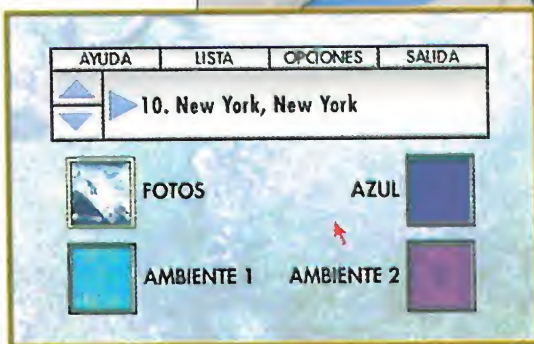 AYUDA LISTA OPCIONES SALIDA
10. New York, New York
FOTOS AZUL
AMBIENTE 1 AMBIENTE 2